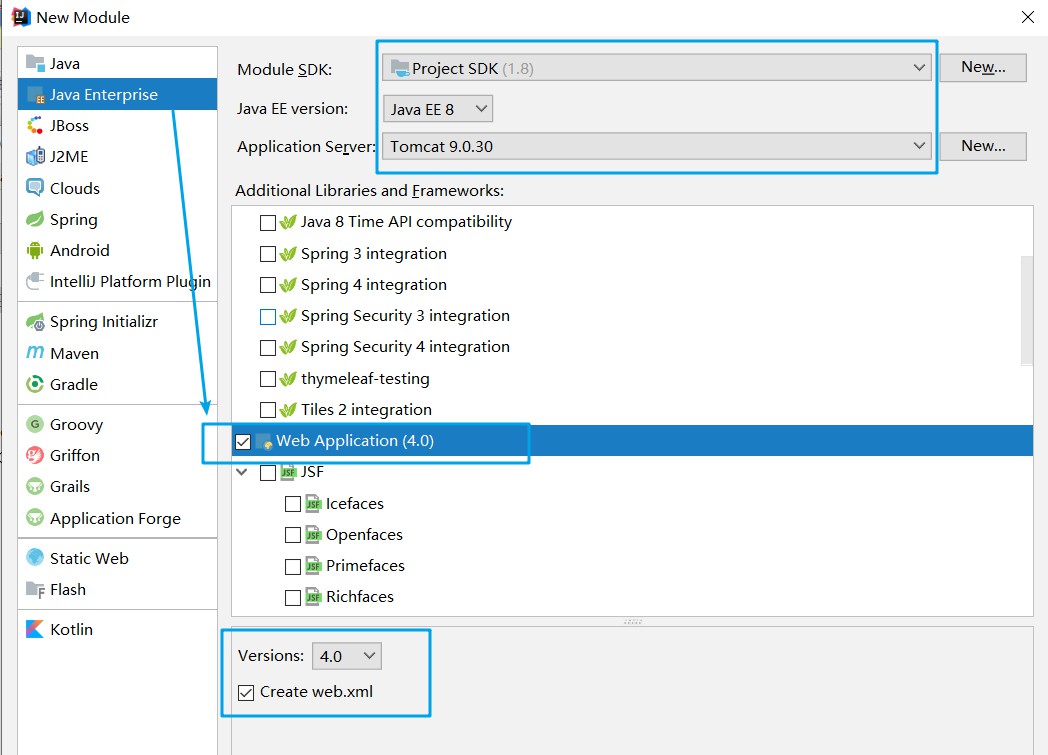 New Module
Java
Java Enterprise
JBoss
J2ME
Clouds
Spring
Android
IntelliJ Platform Plugin
Spring Initializr
Maven
Gradle
Groovy
Griffon
Grails
Application Forge
Static Web
Flash
Kotlin
Module SDK: Project SDK (1.8) New...
Java EE version: Java EE 8
Application Server: Tomcat 9.0.30 New...
Additional Libraries and Frameworks:
Java 8 Time API compatibility
Spring 3 integration
Spring 4 integration
Spring Security 3 integration
Spring Security 4 integration
thymeleaf-testing
Tiles 2 integration
Web Application (4.0)
JSF
Icefaces
Openfaces
Primefaces
Richfaces
Versions: 4.0
Create web.xml